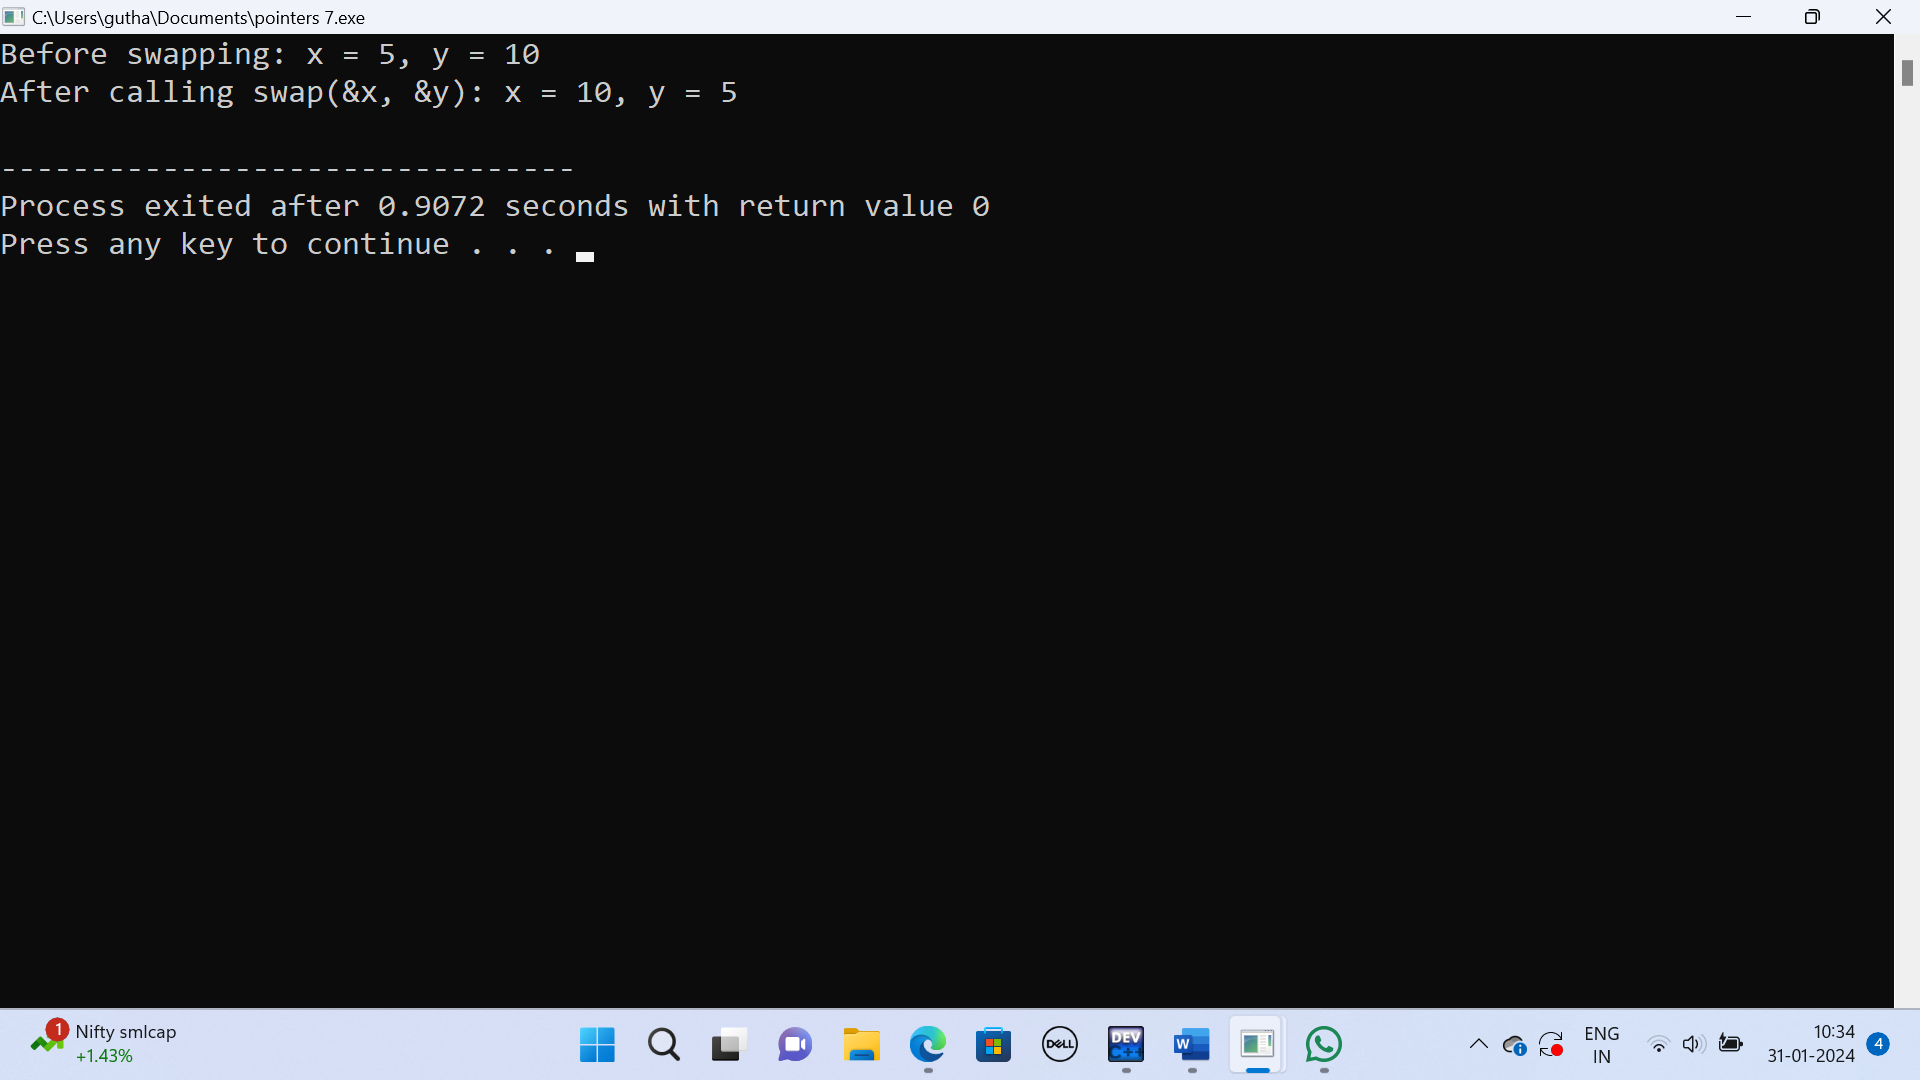 C:\Users\gutha\Documents\pointers 7.exe
Before swapping: x = 5, y = 10
After calling swap(&x, &y): x = 10, y = 5
--------------------------------
Process exited after 0.9072 seconds with return value 0
Press any key to continue . . .
1
Nifty smlcap
+1.43%
DELL
DEV
C++
W
ENG
IN
10:34
31-01-2024
4